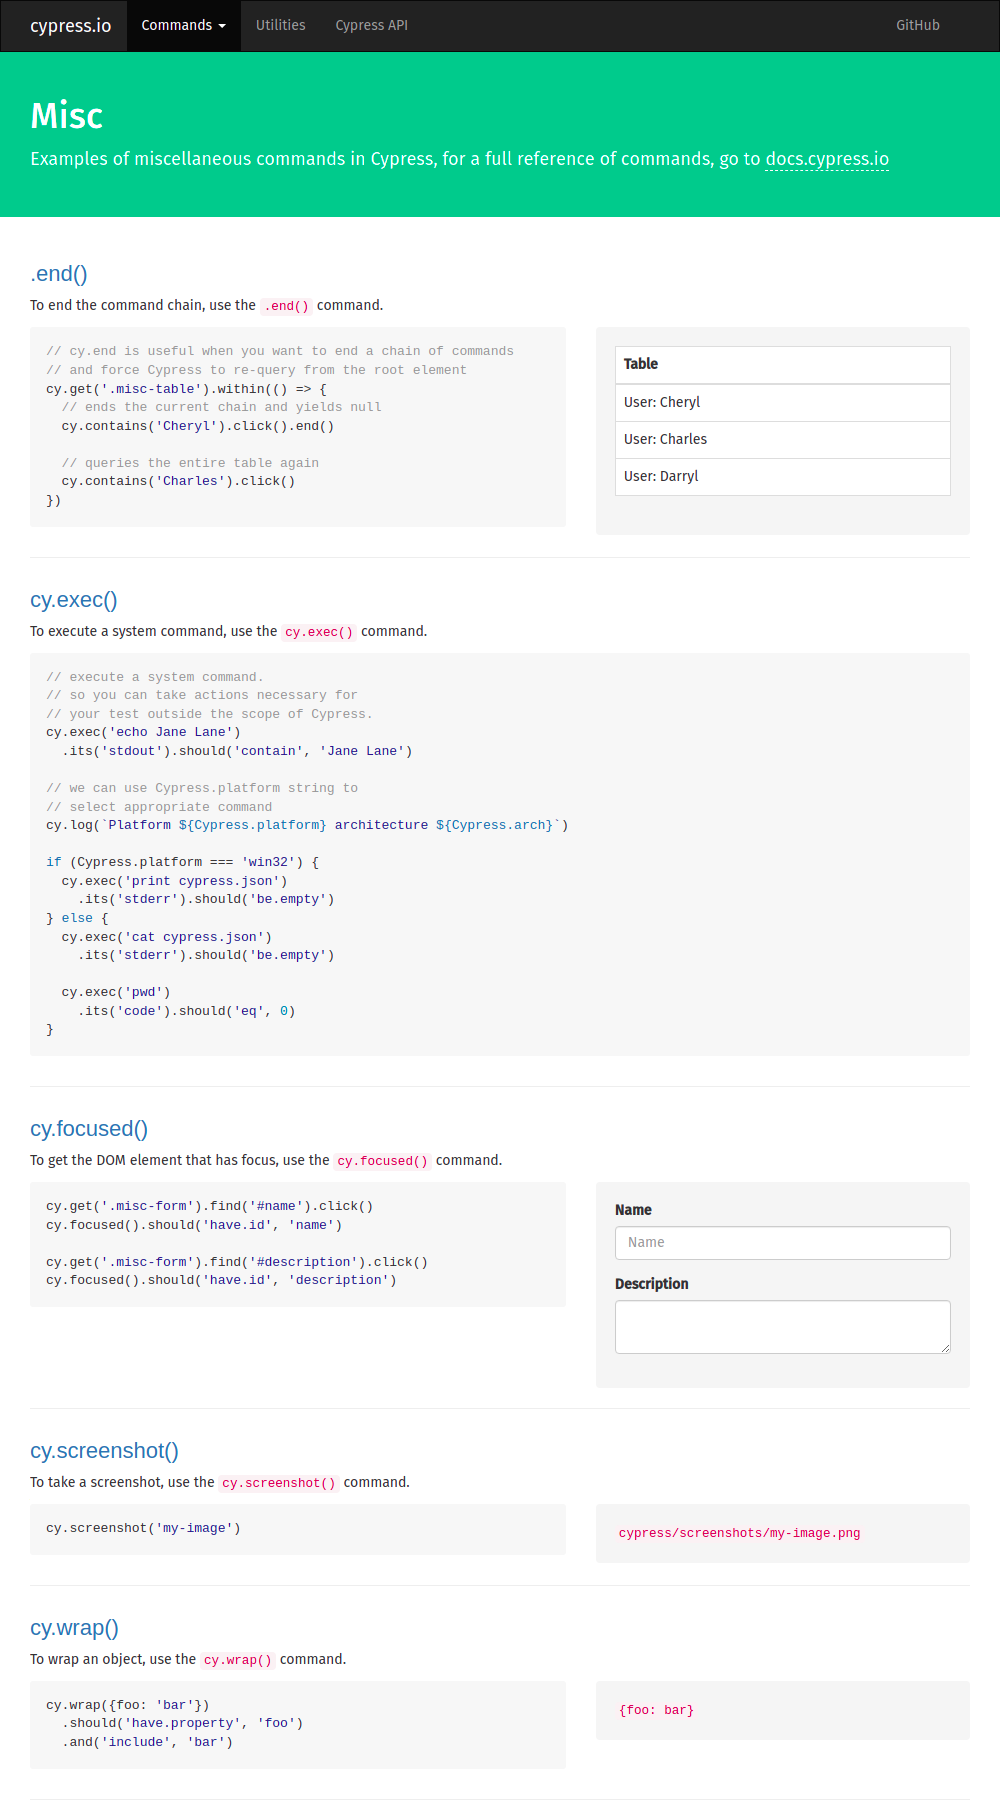 cypress.io Commands Utilities Cypress API GitHub
Misc
Examples of miscellaneous commands in Cypress, for a full reference of commands, go to docs.cypress.io
.end()
To end the command chain, use the .end() command.
// cy.end is useful when you want to end a chain of commands
// and force Cypress to re-query from the root element
cy.get('.misc-table').within(() => {
  // ends the current chain and yields null
  cy.contains('Cheryl').click().end()
  // queries the entire table again
  cy.contains('Charles').click()
})
Table
User: Cheryl
User: Charles
User: Darryl
cy.exec()
To execute a system command, use the cy.exec() command.
// execute a system command.
// so you can take actions necessary for
// your test outside the scope of Cypress.
cy.exec('echo Jane Lane')
  .its('stdout').should('contain', 'Jane Lane')
// we can use Cypress.platform string to
// select appropriate command
cy.log(`Platform ${Cypress.platform} architecture ${Cypress.arch}`)
if (Cypress.platform === 'win32') {
  cy.exec('print cypress.json')
    .its('stderr').should('be.empty')
} else {
  cy.exec('cat cypress.json')
    .its('stderr').should('be.empty')
  cy.exec('pwd')
    .its('code').should('eq', 0)
}
cy.focused()
To get the DOM element that has focus, use the cy.focused() command.
cy.get('.misc-form').find('#name').click()
cy.focused().should('have.id', 'name')
cy.get('.misc-form').find('#description').click()
cy.focused().should('have.id', 'description')
Name
Name
Description
cy.screenshot()
To take a screenshot, use the cy.screenshot() command.
cy.screenshot('my-image')
cypress/screenshots/my-image.png
cy.wrap()
To wrap an object, use the cy.wrap() command.
cy.wrap({foo: 'bar'})
  .should('have.property', 'foo')
  .and('include', 'bar')
{foo: bar}